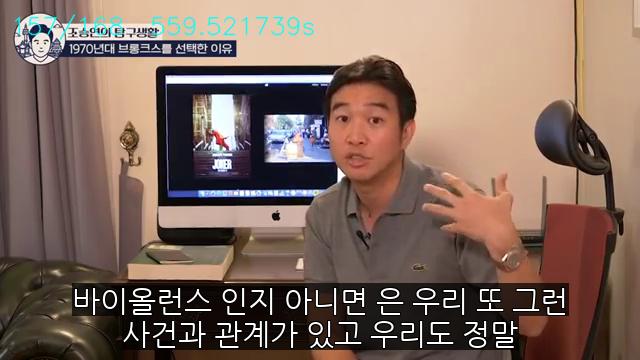 157/168, 559.521739s
조승연의 탐구생활
1970년대 브롱크스를 선택한 이유
JOKER
바이올런스 인지 아니면 은 우리 또 그런
사건과 관계가 있고 우리도 정말